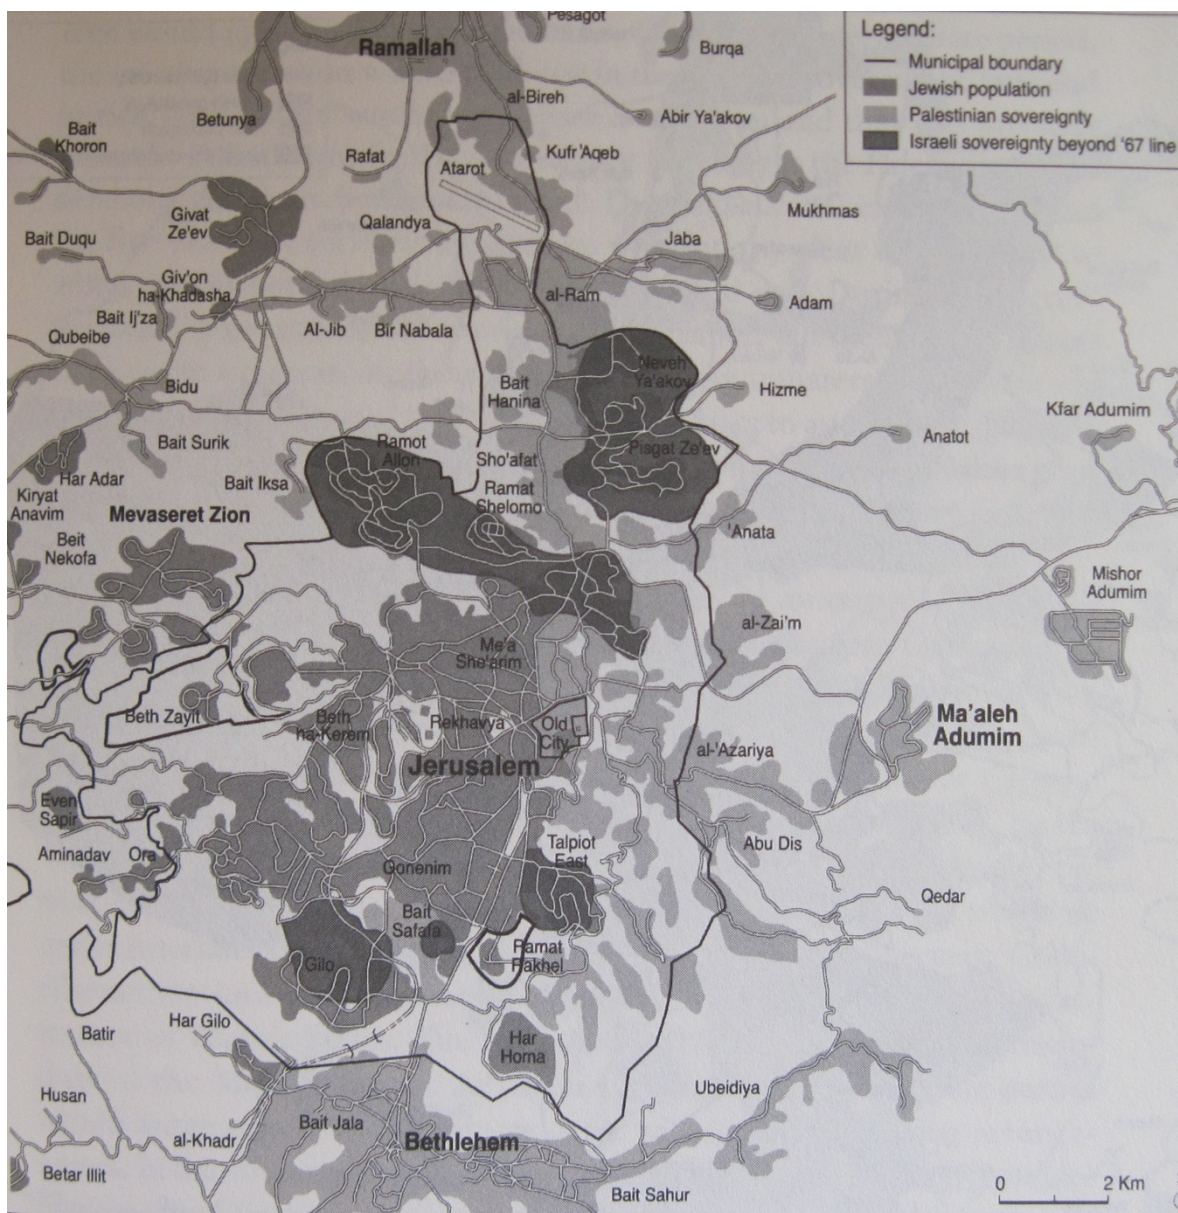 Legend:
Municipal boundary
Jewish population
Palestinian sovereignty
Israeli sovereignty beyond '67 line
Pesagot
Ramallah
Burqa
al-Bireh
Betunya
Abir Ya'akov
Bait
Khoron
Rafat
Kufr 'Aqeb
Atarot
Mukhmas
Givat
Ze'ev
Qalandya
Bait Duqu
Jaba
Giv'on
ha-Khadasha
al-Ram
Adam
Bait Ij'za
Al-Jib
Bir Nabala
Qubeibe
Neveh
Ya'akov
Bidu
Bait
Hanina
Hizme
Kfar Adumim
Bait Surik
Ramot
Allon
Pisgat Ze'ev
Anatot
Har Adar
Sho'afat
Bait Iksa
Ramat
Shelomo
Kiryat
Anavim
Mevaseret Zion
'Anata
Beit
Nekofa
Mishor
Adumim
al-Zai'm
Me'a
She'arim
Beth Zayit
Beth
ha-Kerem
Rekhavya
Old
City
Ma'aleh
Adumim
al-'Azariya
Jerusalem
Even
Sapir
Talpiot
East
Abu Dis
Aminadav
Ora
Gonenim
Qedar
Bait
Safafa
Ramat
Rakhel
Gilo
Batir
Har Gilo
Har
Homa
Ubeidiya
Husan
Bait Jala
al-Khadr
Bethlehem
Betar Illit
Bait Sahur
0 2 Km